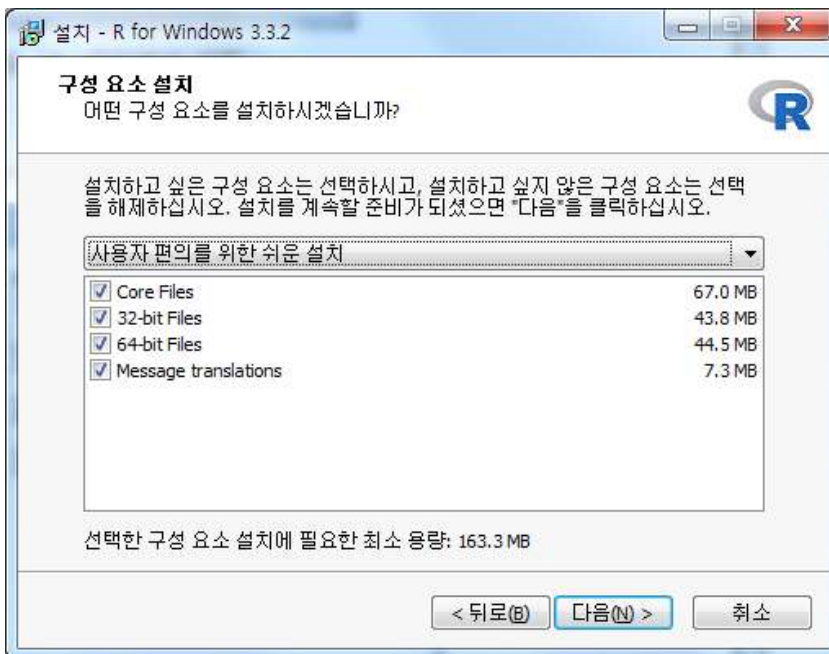 설치 - R for Windows 3.3.2
구성 요소 설치
어떤 구성 요소를 설치하시겠습니까?
R
설치하고 싶은 구성 요소는 선택하시고, 설치하고 싶지 않은 구성 요소는 선택
을 해제하십시오. 설치를 계속할 준비가 되셨으면 "다음"을 클릭하십시오.
사용자 편의를 위한 쉬운 설치
Core Files 67.0 MB
32-bit Files 43.8 MB
64-bit Files 44.5 MB
Message translations 7.3 MB
선택한 구성 요소 설치에 필요한 최소 용량: 163.3 MB
< 뒤로(B) 다음(N) > 취소